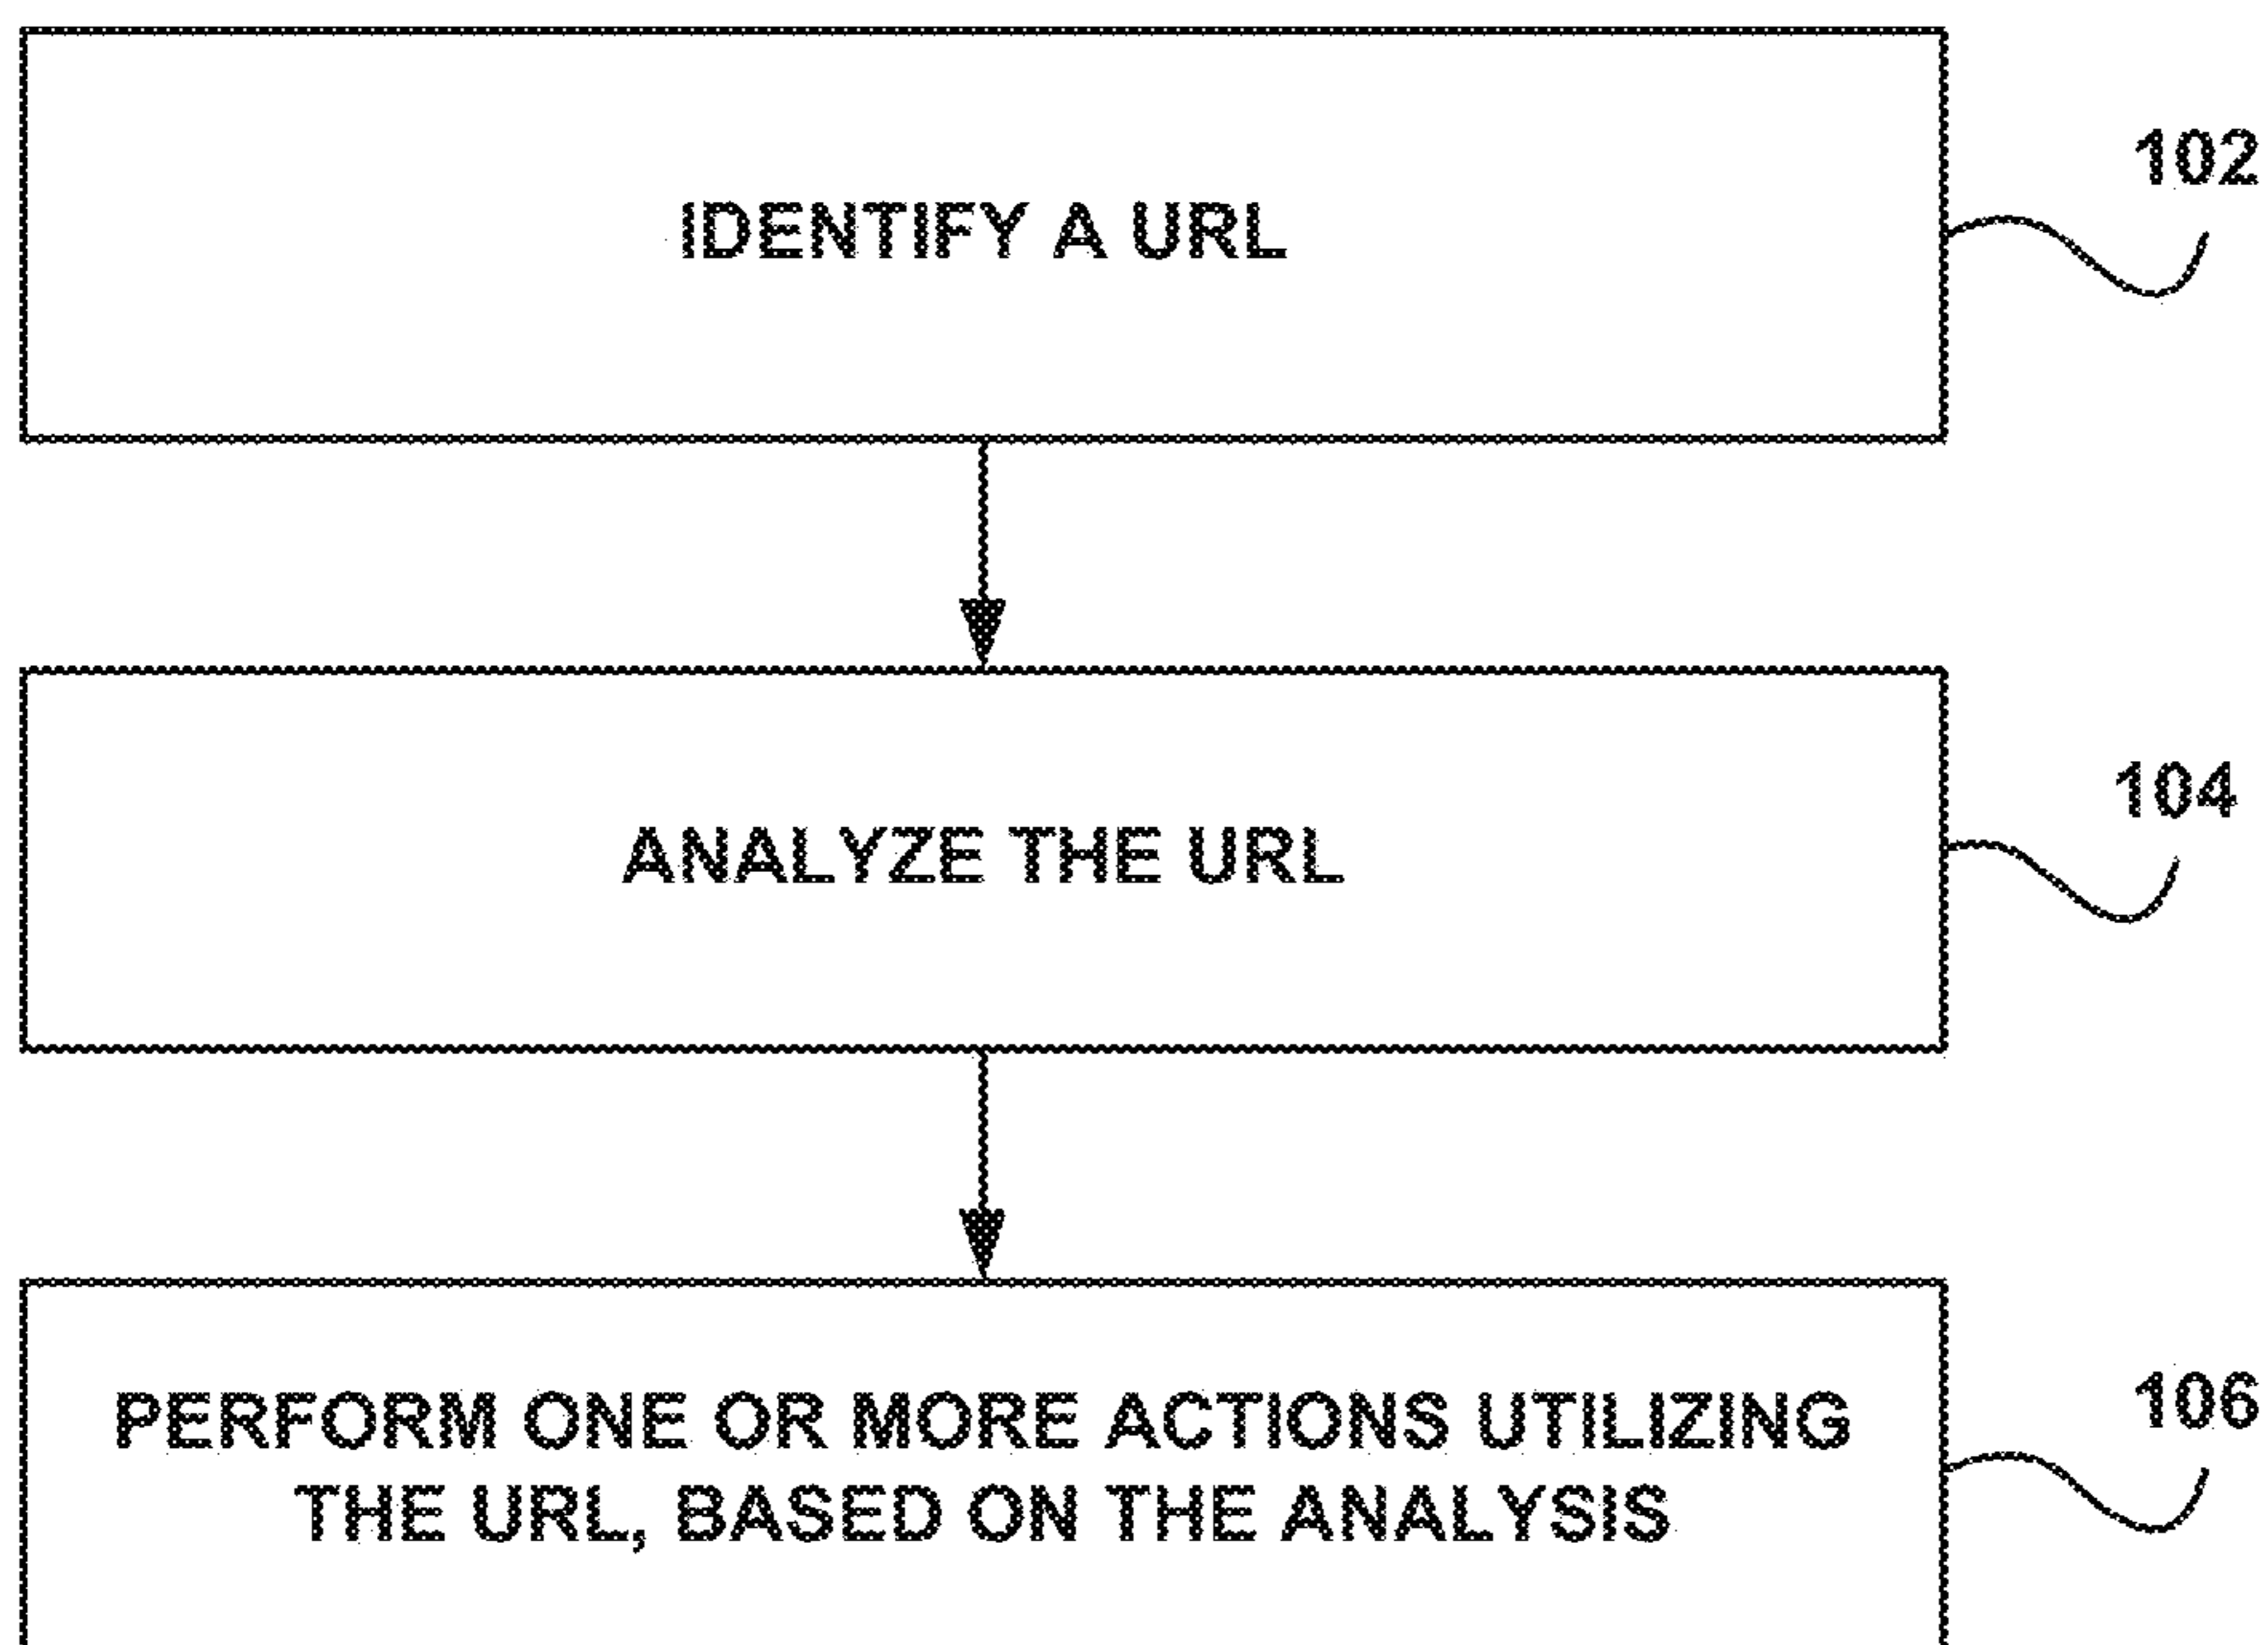 102
IDENTIFY A URL
104
ANALYZE THE URL
106
PERFORM ONE OR MORE ACTIONS UTILIZING
THE URL, BASED ON THE ANALYSIS